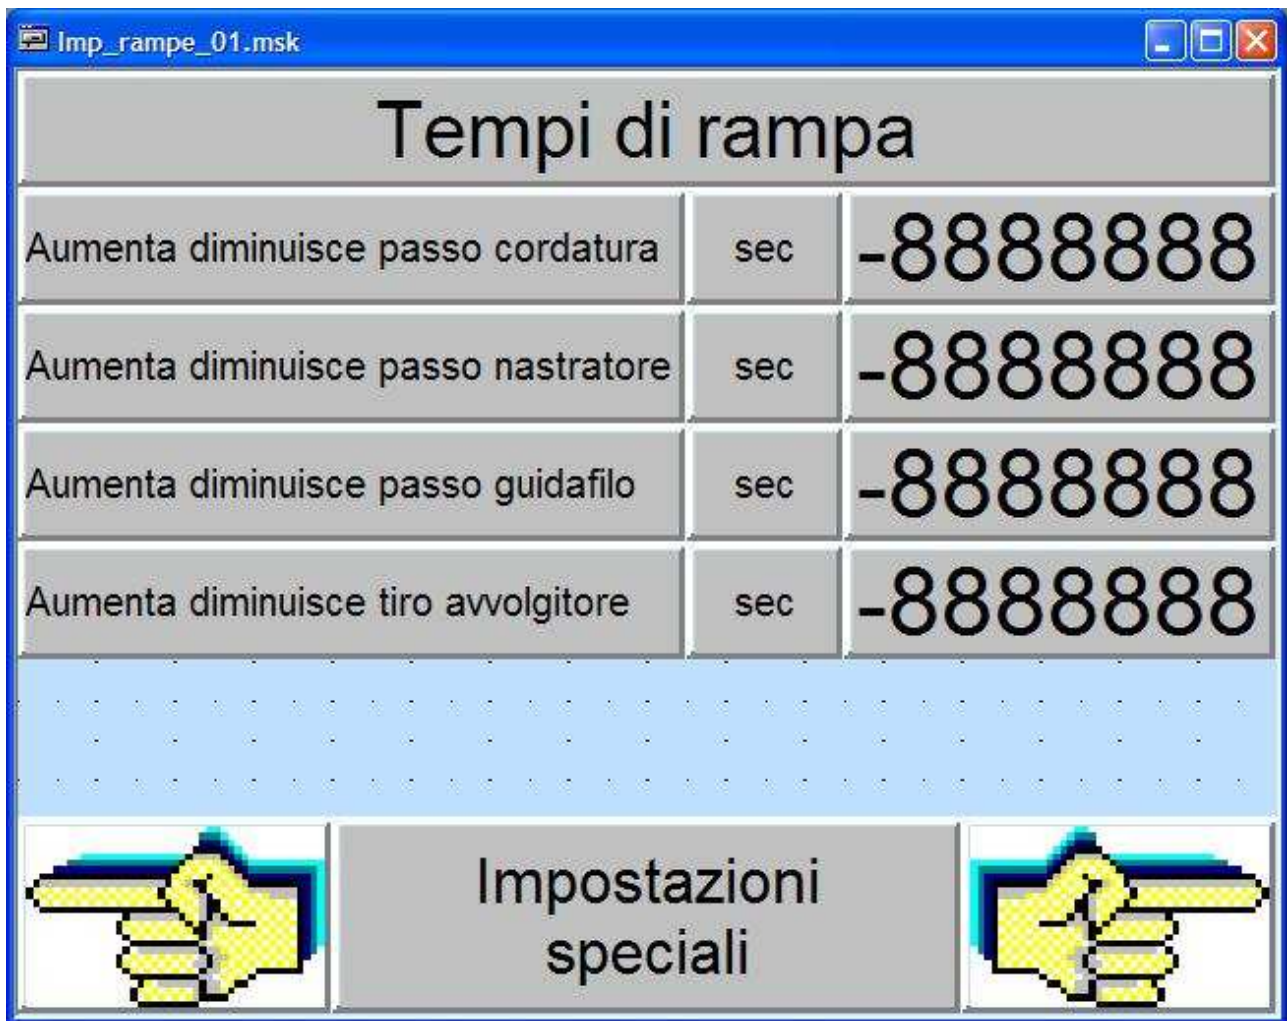 Imp_rampe_01.msk
Tempi di rampa
Aumenta diminuisce passo cordatura sec -8888888
Aumenta diminuisce passo nastratore sec -8888888
Aumenta diminuisce passo guidafilo sec -8888888
Aumenta diminuisce tiro avvolgitore sec -8888888
Impostazioni
speciali